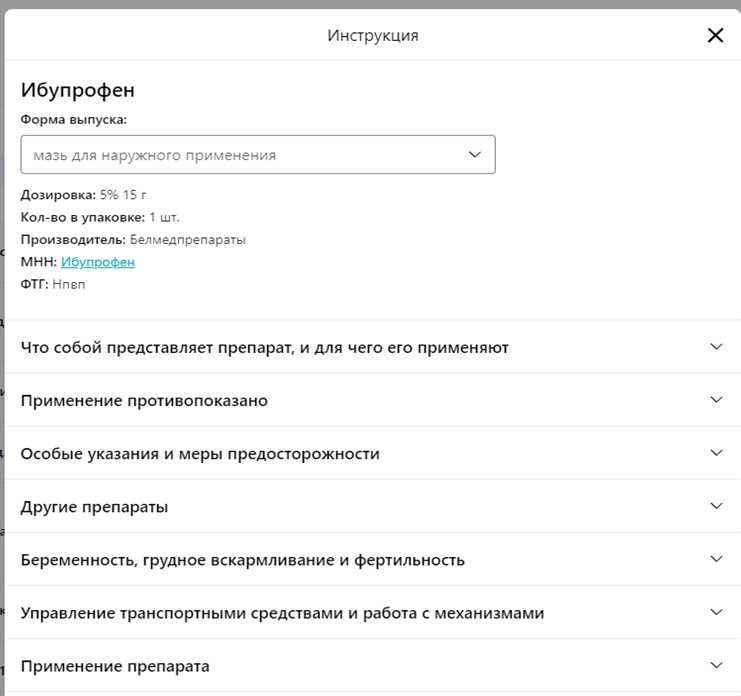 Инструкция
Ибупрофен
Форма выпуска:
мазь для наружного применения
Дозировка: 5% 15 г
Кол-во в упаковке: 1 шт.
Производитель: Белмедпрепараты
МНН: Ибупрофен
ФТГ: Нпвп
Что собой представляет препарат, и для чего его применяют
Применение противопоказано
Особые указания и меры предосторожности
Другие препараты
Беременность, грудное вскармливание и фертильность
Управление транспортными средствами и работа с механизмами
Применение препарата